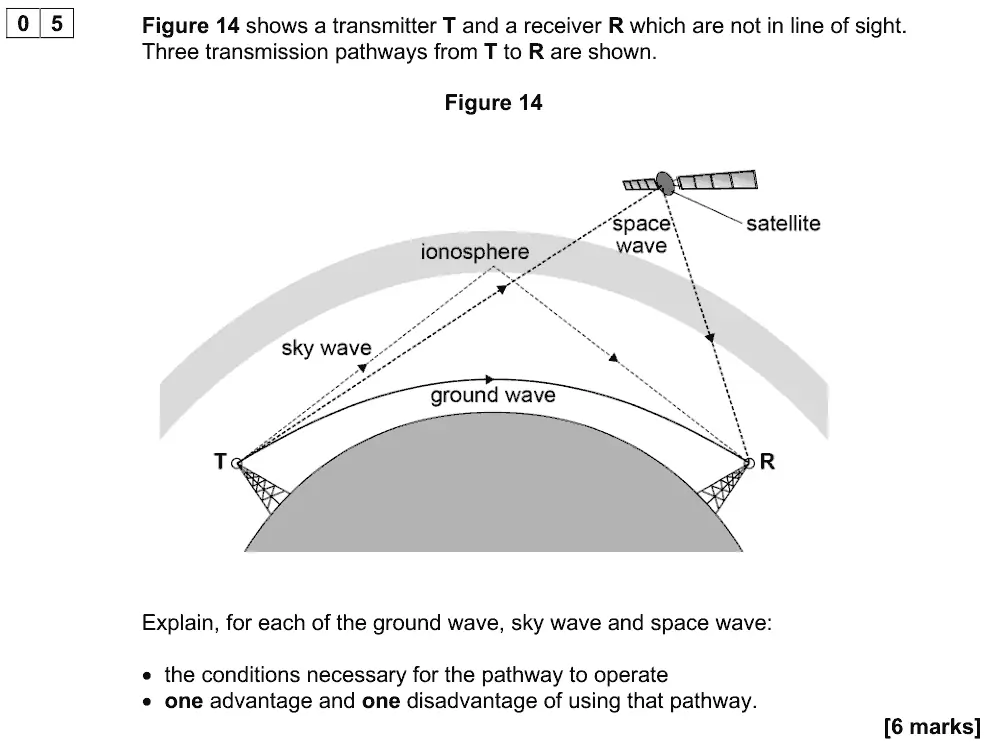 0 5
Figure 14 shows a transmitter T and a receiver R which are not in line of sight.
Three transmission pathways from T to R are shown.
Figure 14
space
wave
satellite
ionosphere
sky wave
ground wave
T
R
Explain, for each of the ground wave, sky wave and space wave:
• the conditions necessary for the pathway to operate
• one advantage and one disadvantage of using that pathway.
[6 marks]